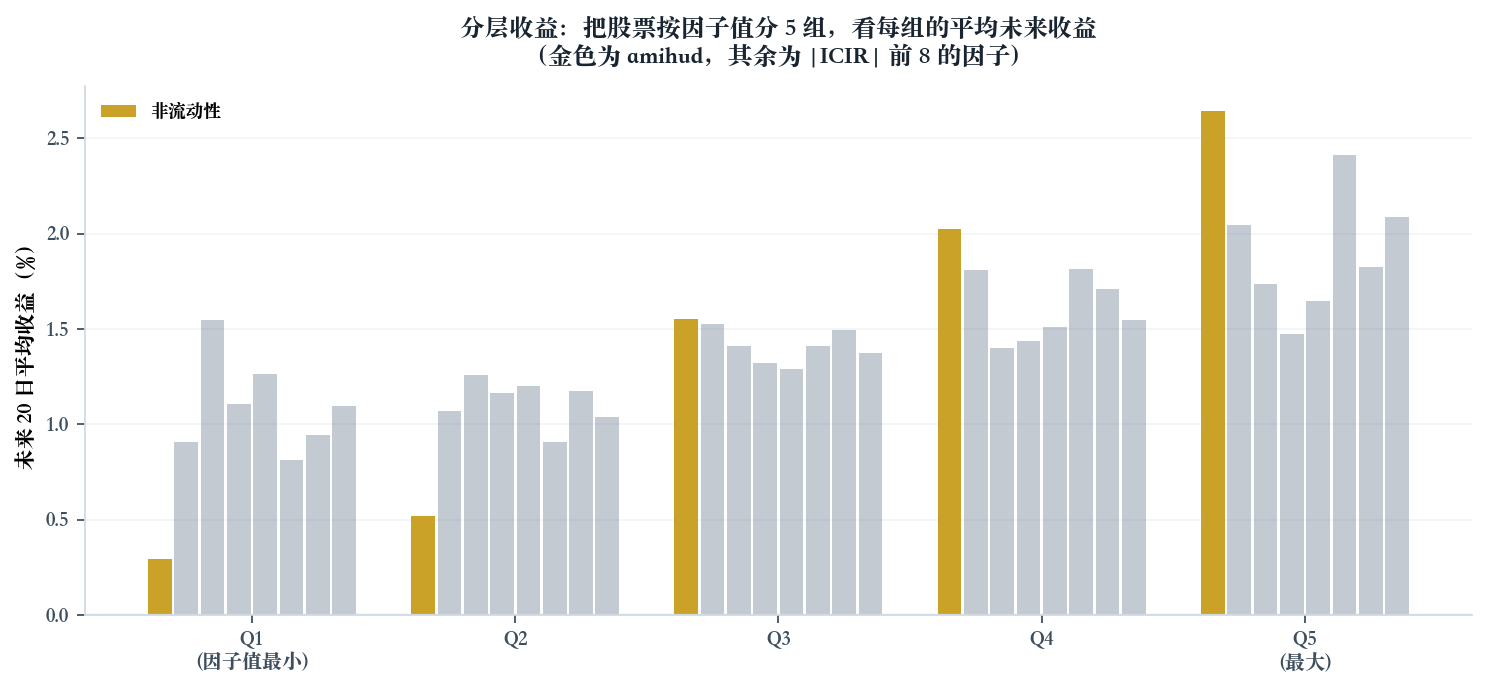 分层收益：把股票按因子值分 5 组，看每组的平均未来收益
（金色为 amihud，其余为 |ICIR| 前 8 的因子）
非流动性
未来 20 日平均收益（%）
2.5
2.0
1.5
1.0
0.5
0.0
Q1
(因子值最小)
Q2
Q3
Q4
Q5
(最大)